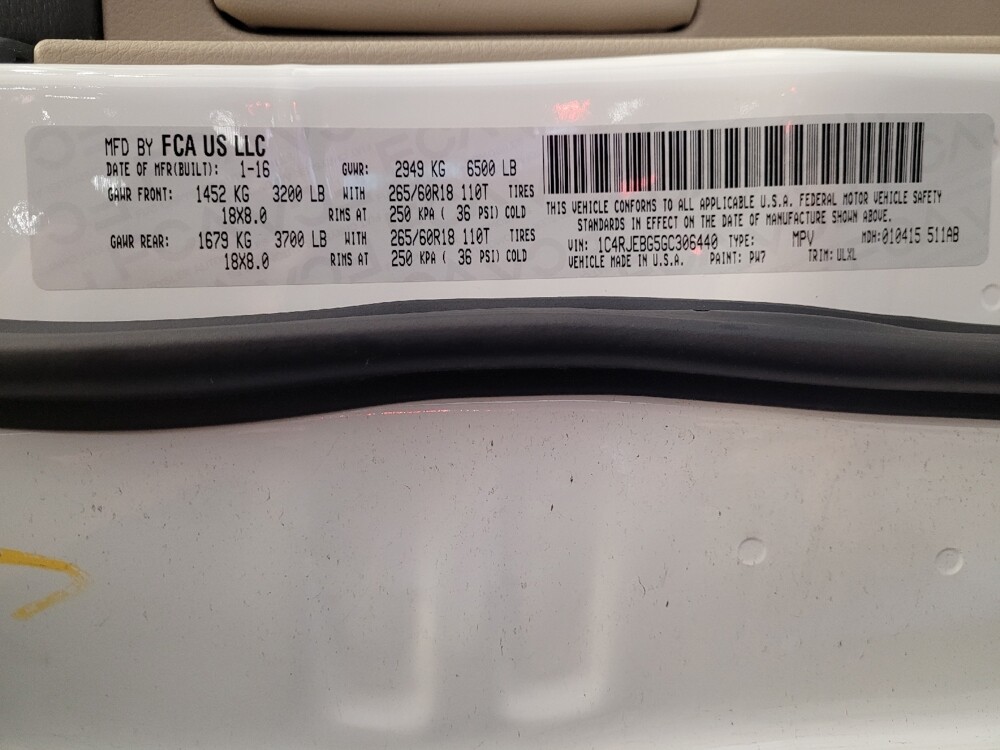 MFD BY FCA US LLC
DATE OF MFR(BUILT): 1-16 GVWR: 2949 KG 6500 LB
GAWR FRONT: 1452 KG 3200 LB WITH 265/60R18 110T TIRES
18X8.0 RIMS AT 250 KPA ( 36 PSI) COLD
GAWR REAR: 1679 KG 3700 LB WITH 265/60R18 110T TIRES
18X8.0 RIMS AT 250 KPA ( 36 PSI) COLD
THIS VEHICLE CONFORMS TO ALL APPLICABLE U.S.A. FEDERAL MOTOR VEHICLE SAFETY
STANDARDS IN EFFECT ON THE DATE OF MANUFACTURE SHOWN ABOVE.
VIN: 1C4RJEBG5GC306440 TYPE: MPV MDH:010415 511AB
VEHICLE MADE IN U.S.A. PAINT: PW7 TRIM: ULXL